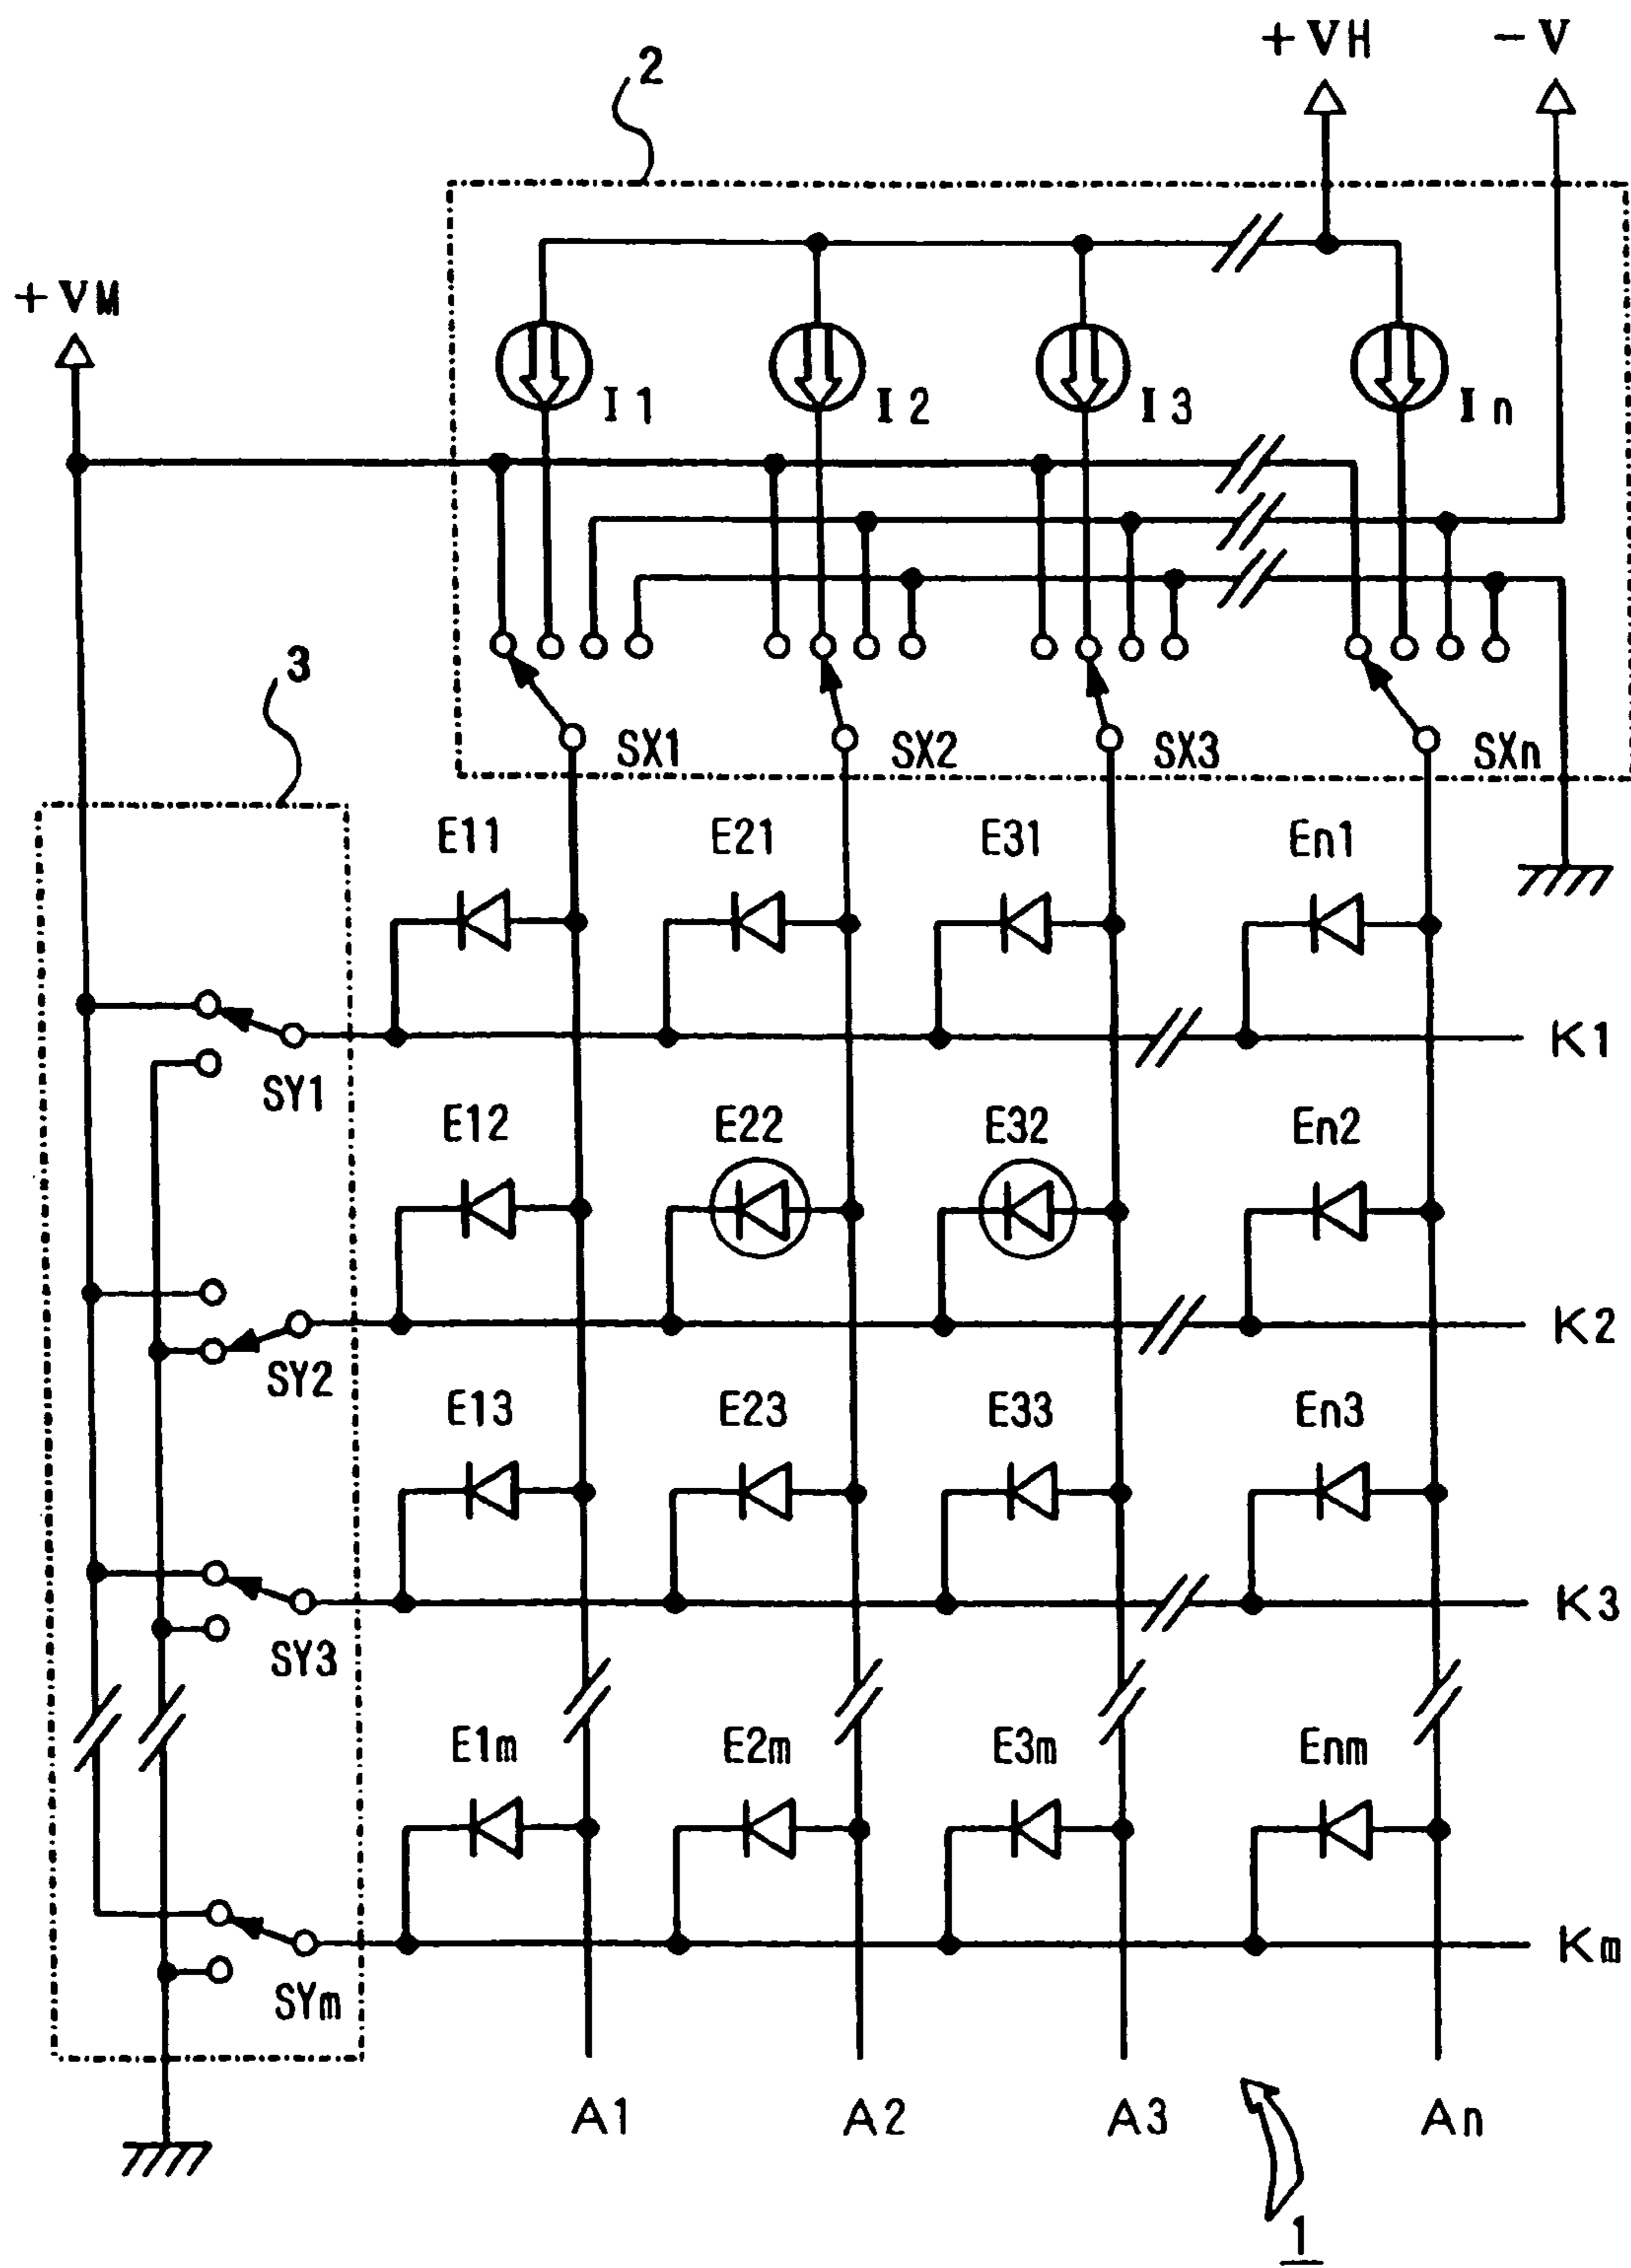 +VH -V
2
+VM
I1 I2 I3 In
3
SX1 SX2 SX3 SXn
E11 E21 E31 En1
K1
SY1
E12 E22 E32 En2
K2
SY2
E13 E23 E33 En3
K3
SY3
E1m E2m E3m Enm
Km
SYm
A1 A2 A3 An
1